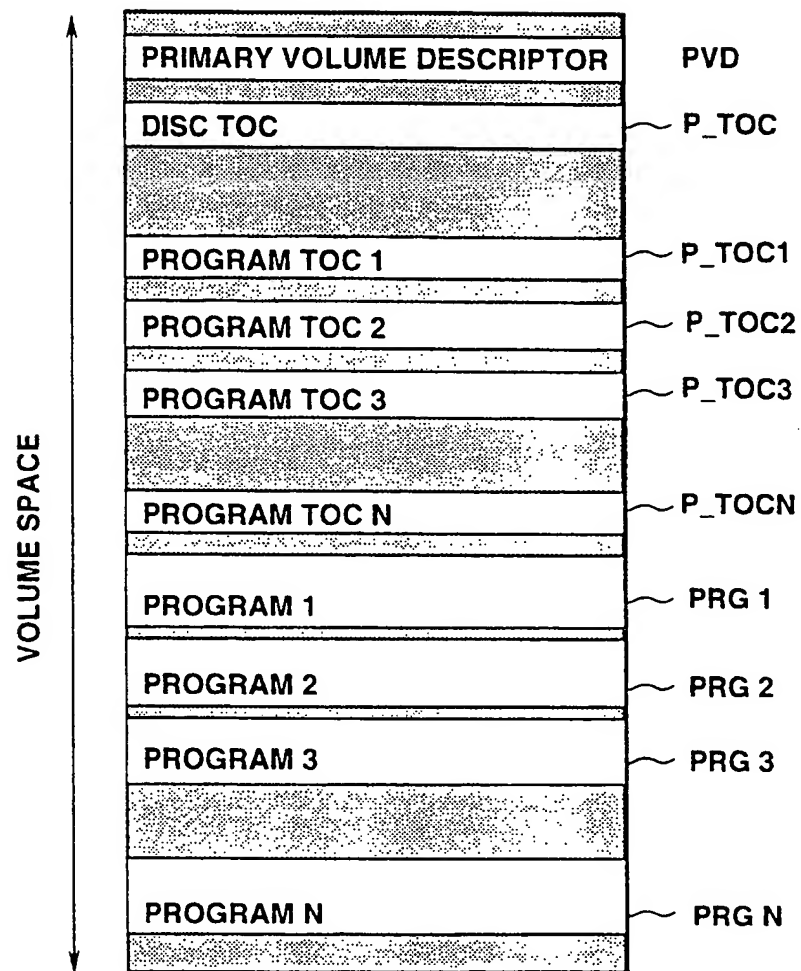 PRIMARY VOLUME DESCRIPTOR PVD
DISC TOC P_TOC
PROGRAM TOC 1 P_TOC1
PROGRAM TOC 2 P_TOC2
PROGRAM TOC 3 P_TOC3
PROGRAM TOC N P_TOCN
PROGRAM 1 PRG 1
PROGRAM 2 PRG 2
PROGRAM 3 PRG 3
PROGRAM N PRG N
VOLUME SPACE